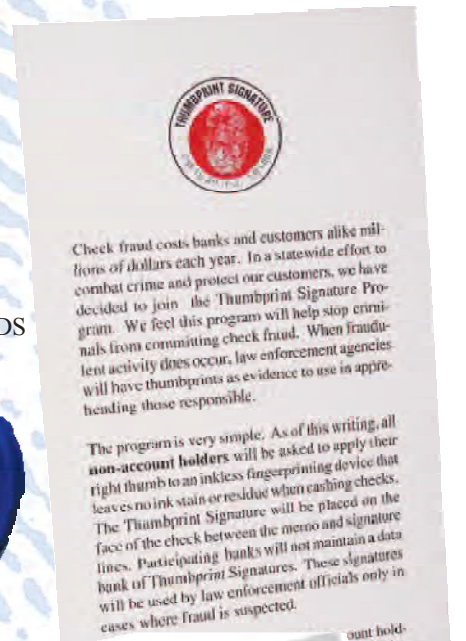 THUMBPRINT SIGNATURE
Check fraud costs banks and customers alike mil-
lions of dollars each year. In a statewide effort to
combat crime and protect our customers, we have
decided to join the Thumbprint Signature Pro-
gram. We feel this program will help stop crimi-
nals from committing check fraud. When fraudu-
lent activity does occur, law enforcement agencies
will have thumbprints as evidence to use in appre-
hending those responsible.
DS
The program is very simple. As of this writing, all
non-account holders will be asked to apply their
right thumb to an inkless fingerprinting device that
leaves no ink stain or residue when cashing checks.
The Thumbprint Signature will be placed on the
face of the check between the memo and signature
lines. Participating banks will not maintain a data
bank of Thumbprint Signatures. These signatures
will be used by law enforcement officials only in
cases where fraud is suspected.
ount hold-